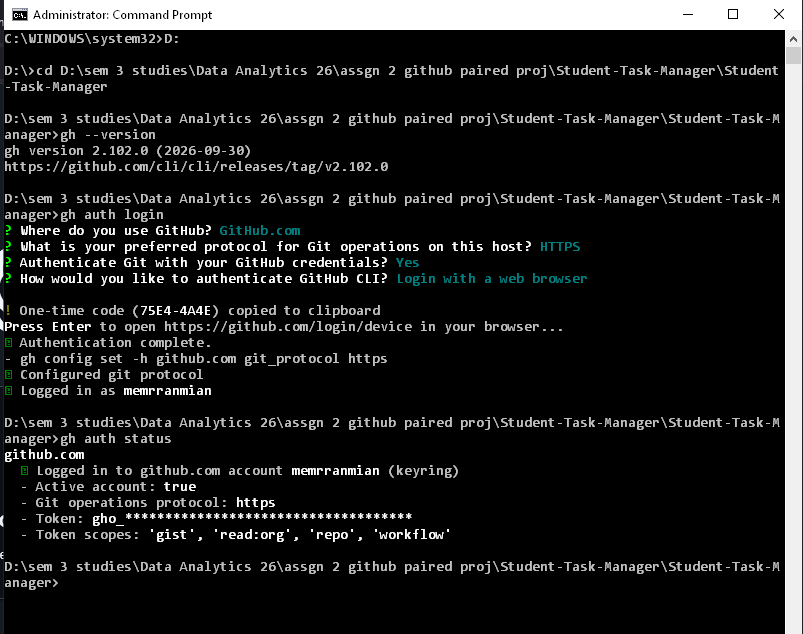 Administrator: Command Prompt
C:\WINDOWS\system32>D:
D:\>cd D:\sem 3 studies\Data Analytics 26\assgn 2 github paired proj\Student-Task-Manager\Student
-Task-Manager
D:\sem 3 studies\Data Analytics 26\assgn 2 github paired proj\Student-Task-Manager\Student-Task-M
anager>gh --version
gh version 2.102.0 (2026-09-30)
https://github.com/cli/cli/releases/tag/v2.102.0
D:\sem 3 studies\Data Analytics 26\assgn 2 github paired proj\Student-Task-Manager\Student-Task-M
anager>gh auth login
? Where do you use GitHub? GitHub.com
? What is your preferred protocol for Git operations on this host? HTTPS
? Authenticate Git with your GitHub credentials? Yes
? How would you like to authenticate GitHub CLI? Login with a web browser
! One-time code (75E4-4A4E) copied to clipboard
Press Enter to open https://github.com/login/device in your browser...
Authentication complete.
- gh config set -h github.com git_protocol https
Configured git protocol
Logged in as memrranmian
D:\sem 3 studies\Data Analytics 26\assgn 2 github paired proj\Student-Task-Manager\Student-Task-M
anager>gh auth status
github.com
Logged in to github.com account memrranmian (keyring)
- Active account: true
- Git operations protocol: https
- Token: gho_************************************
- Token scopes: 'gist', 'read:org', 'repo', 'workflow'
D:\sem 3 studies\Data Analytics 26\assgn 2 github paired proj\Student-Task-Manager\Student-Task-M
anager>